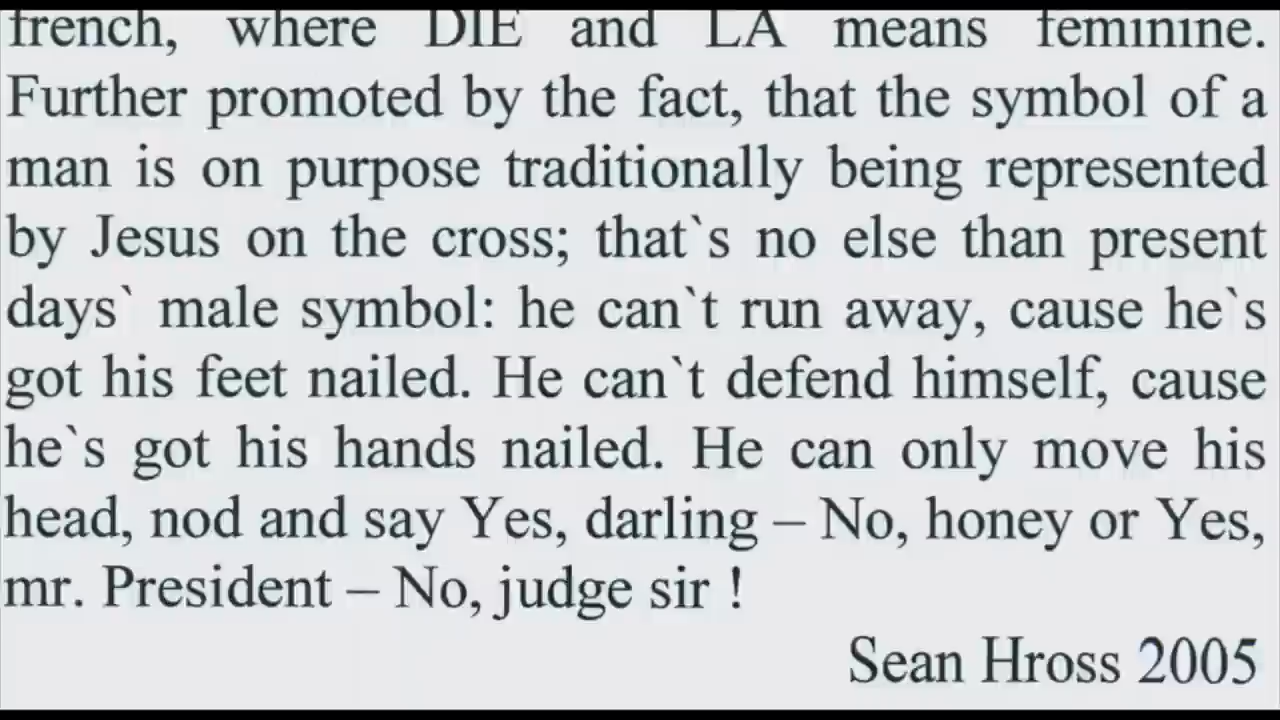 french, where DIE and LA means feminine.
Further promoted by the fact, that the symbol of a
man is on purpose traditionally being represented
by Jesus on the cross; that`s no else than present
days` male symbol: he can`t run away, cause he`s
got his feet nailed. He can`t defend himself, cause
he`s got his hands nailed. He can only move his
head, nod and say Yes, darling – No, honey or Yes,
mr. President – No, judge sir !
Sean Hross 2005